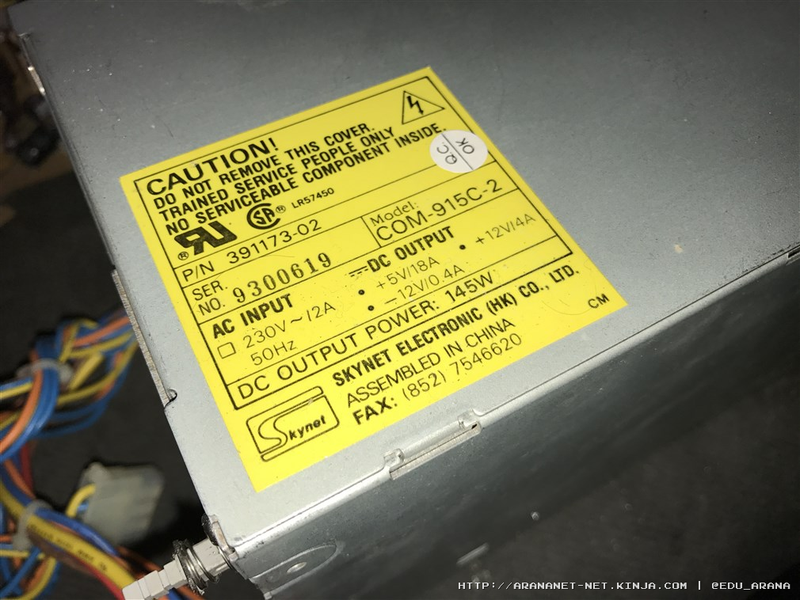 CAUTION!
DO NOT REMOVE THIS COVER.
TRAINED SERVICE PEOPLE ONLY
NO SERVICEABLE COMPONENT INSIDE.
QC OK
® RU SA ® LR57450
P/N 391173-02
Model: COM-915C-2
SER. NO. 9300619
AC INPUT
230V~/2A
50Hz
DC OUTPUT
• +5V/18A • +12V/4A
• -12V/0.4A
DC OUTPUT POWER: 145W
Skynet
SKYNET ELECTRONIC (HK) CO., LTD.
ASSEMBLED IN CHINA
FAX: (852) 7546620
CM
HTTP://ARANANET-NET.KINJA.COM | @EDU_ARANA